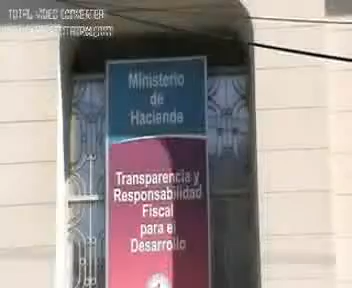 TOTAL VIDEO CONVERTER
Ministerio
de
Hacienda
Transparencia y
Responsabilidad
Fiscal
para el
Desarrollo